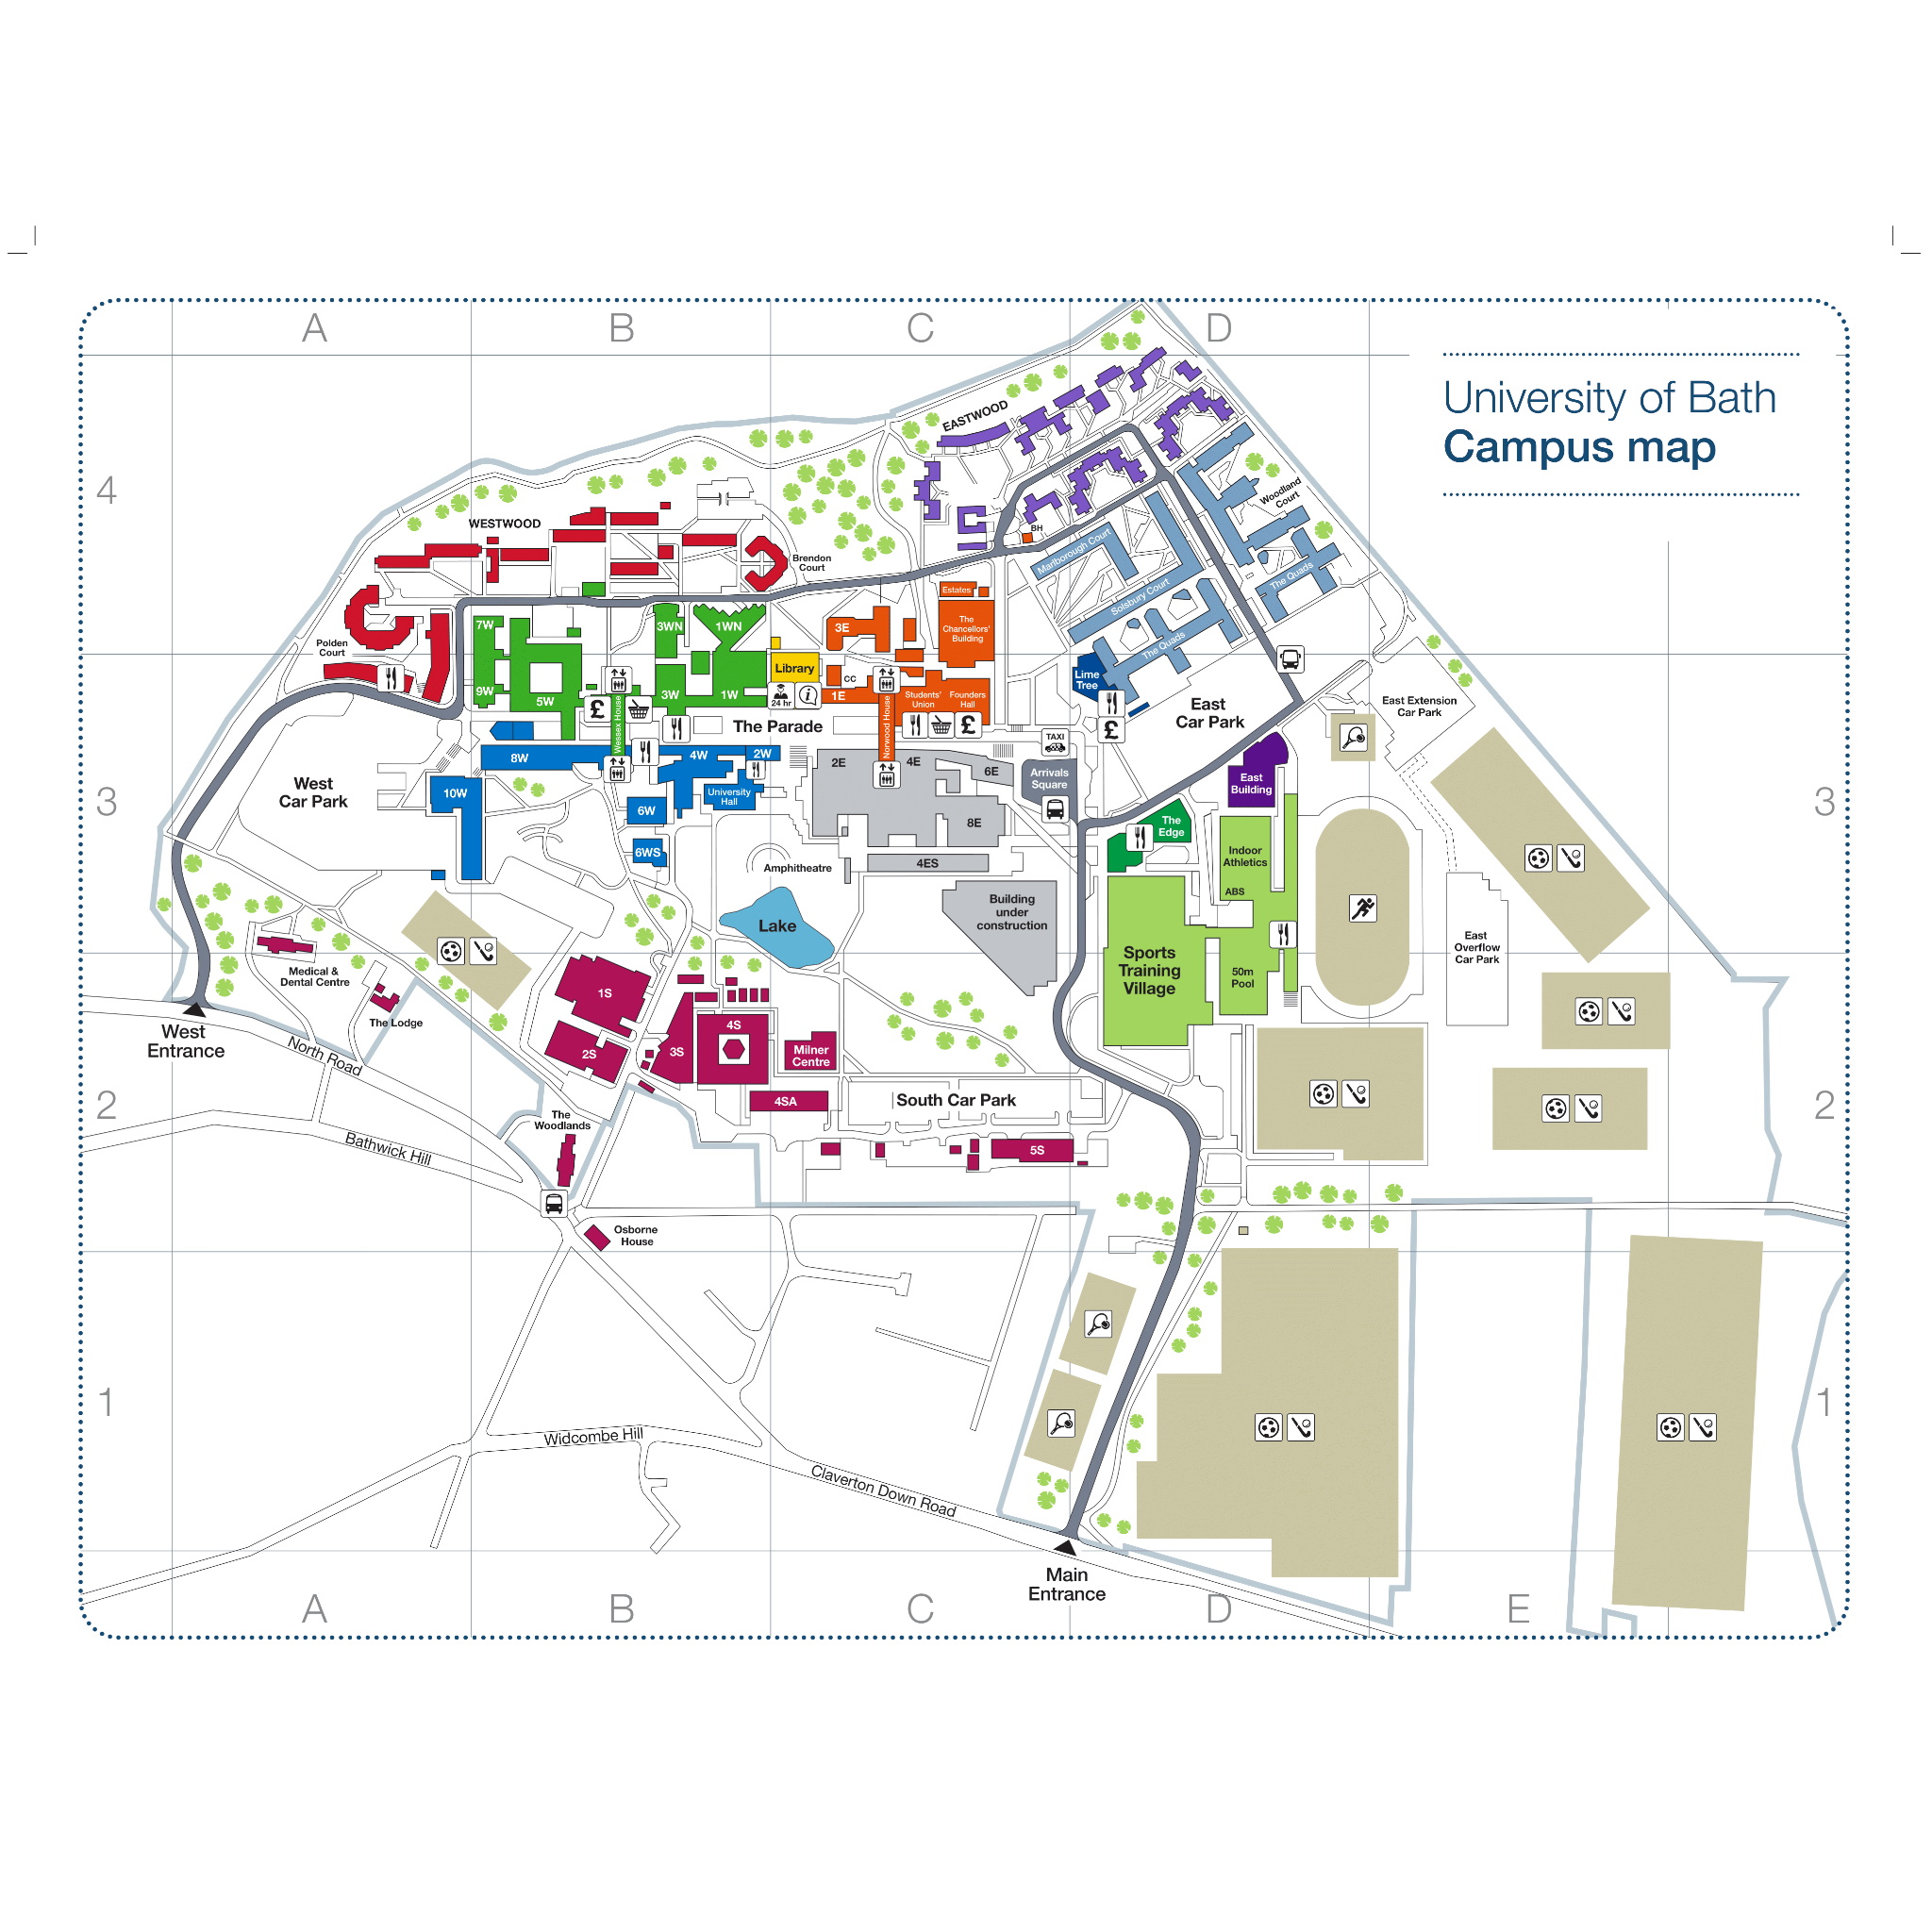 A
B
C
D
University of Bath
Campus map
EASTWOOD
4
WESTWOOD
Woodland
Court
BH
Marlborough Court
Brendon
Court
The Quads
Estates
Solsbury Court
7W
3WN
1WN
3E
The
Chancellors'
Building
Polden
Court
The Quads
Library
Lime
Tree
CC
9W
5W
3W
1W
24 hr
i
1E
Students'
Union
Founders
Hall
East
Car Park
East Extension
Car Park
£
Wessex House
The Parade
Norwood House
£
£
TAXI
8W
4W
2W
2E
4E
6E
Arrivals
Square
East
Building
West
Car Park
10W
University
Hall
3
3
6W
8E
The
Edge
6WS
Amphitheatre
4ES
Indoor
Athletics
ABS
Lake
Building
under
construction
East
Overflow
Car Park
Sports
Training
Village
50m
Pool
Medical &
Dental Centre
1S
The Lodge
West
Entrance
North Road
4S
2S
3S
Milner
Centre
2
2
4SA
South Car Park
The
Woodlands
Bathwick Hill
5S
Osborne
House
1
1
Widcombe Hill
Claverton Down Road
Main
Entrance
A
B
C
D
E